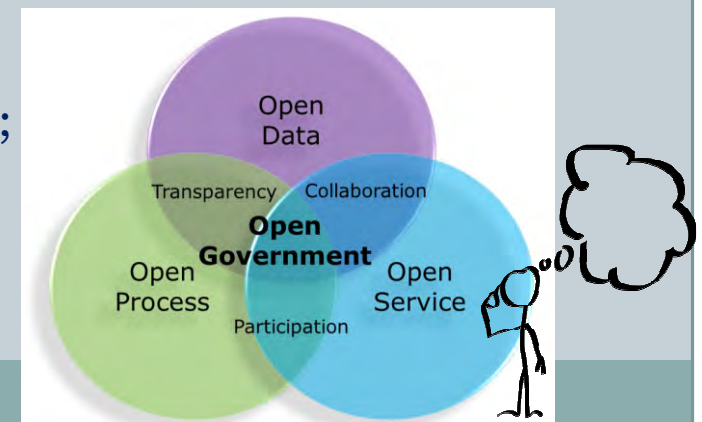 ;
Open
Data
Transparency
Collaboration
Open
Government
Open
Process
Open
Service
Participation